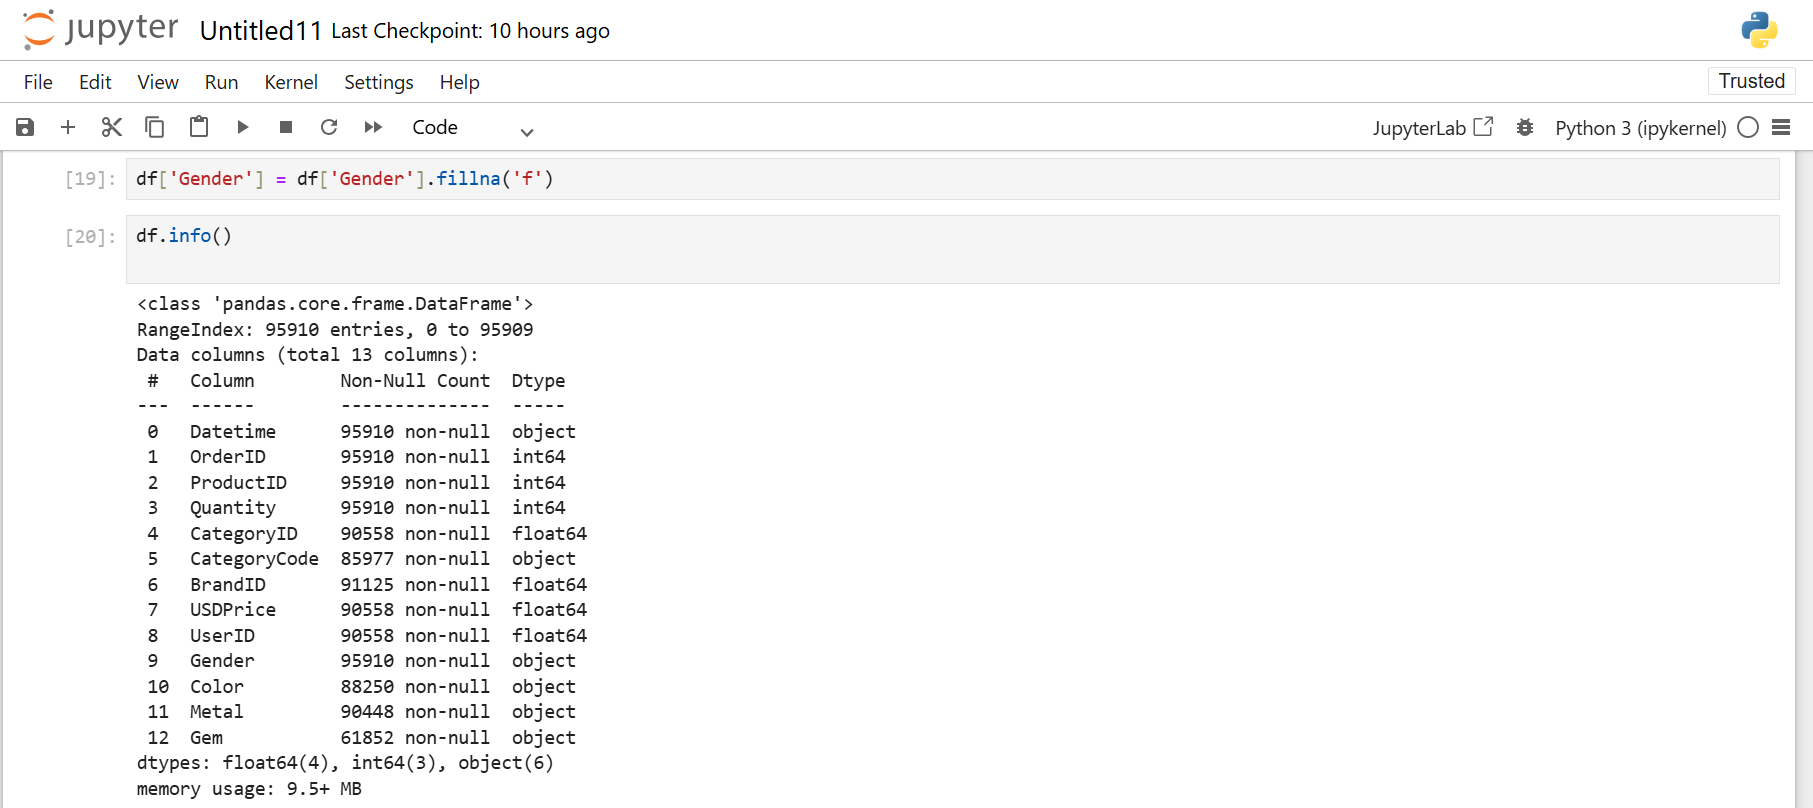 jupyter Untitled11 Last Checkpoint: 10 hours ago
File Edit View Run Kernel Settings Help Trusted
Code JupyterLab Python 3 (ipykernel)
[19]: df['Gender'] = df['Gender'].fillna('f')
[20]: df.info()
<class 'pandas.core.frame.DataFrame'>
RangeIndex: 95910 entries, 0 to 95909
Data columns (total 13 columns):
 #   Column        Non-Null Count  Dtype
---  ------        --------------  -----
 0   Datetime      95910 non-null  object
 1   OrderID       95910 non-null  int64
 2   ProductID     95910 non-null  int64
 3   Quantity      95910 non-null  int64
 4   CategoryID    90558 non-null  float64
 5   CategoryCode  85977 non-null  object
 6   BrandID       91125 non-null  float64
 7   USDPrice      90558 non-null  float64
 8   UserID        90558 non-null  float64
 9   Gender        95910 non-null  object
 10  Color         88250 non-null  object
 11  Metal         90448 non-null  object
 12  Gem           61852 non-null  object
dtypes: float64(4), int64(3), object(6)
memory usage: 9.5+ MB